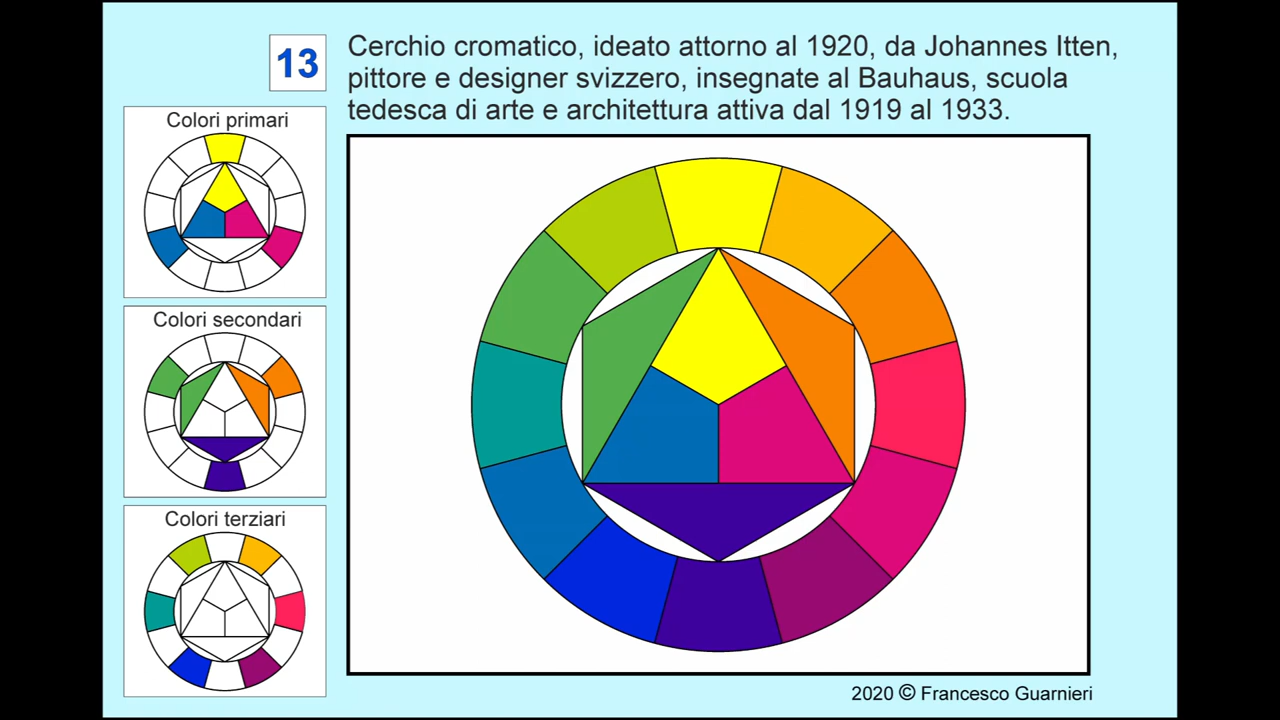 13
Cerchio cromatico, ideato attorno al 1920, da Johannes Itten,
pittore e designer svizzero, insegnate al Bauhaus, scuola
tedesca di arte e architettura attiva dal 1919 al 1933.
Colori primari
Colori secondari
Colori terziari
2020 © Francesco Guarnieri